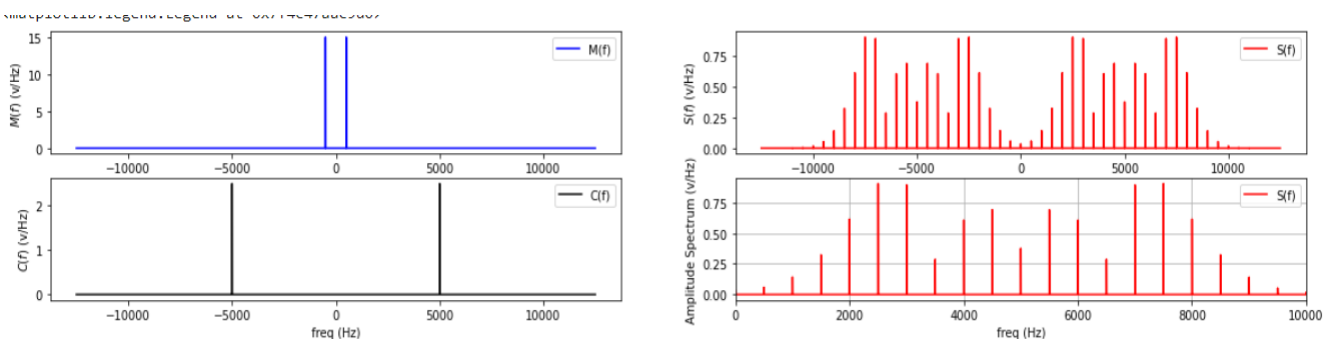 M(f)
M(f) (v/Hz)
15
10
5
0
−10000 −5000 0 5000 10000
C(f)
C(f) (v/Hz)
2
1
0
−10000 −5000 0 5000 10000
freq (Hz)
S(f)
S(f) (v/Hz)
0.75
0.50
0.25
0.00
−10000 −5000 0 5000 10000
S(f)
Amplitude Spectrum (v/Hz)
0.75
0.50
0.25
0.00
0 2000 4000 6000 8000 10000
freq (Hz)